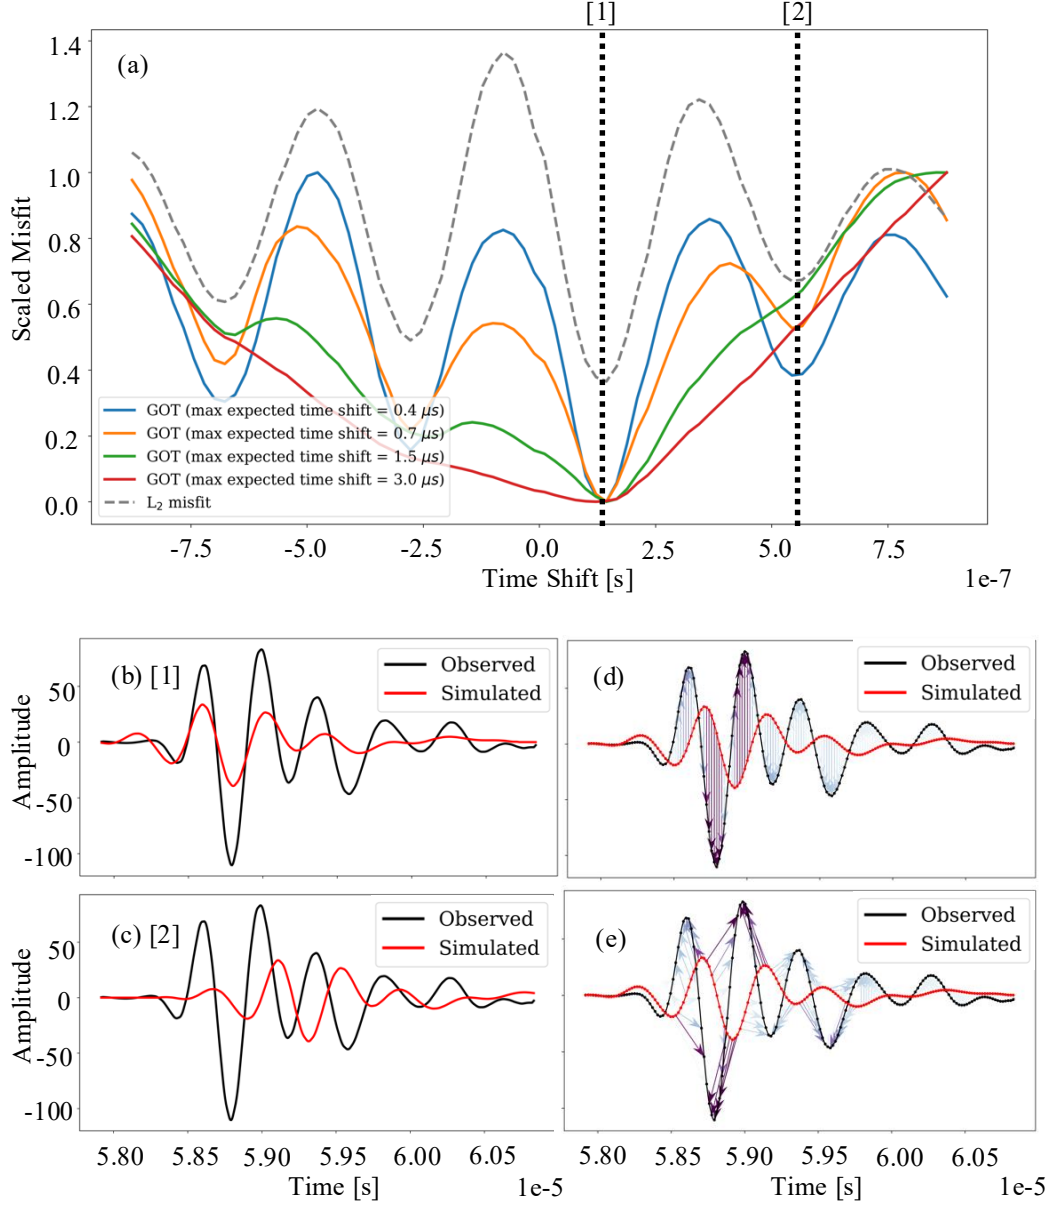 [1] [2]
(a)
1.4
1.2
1.0
0.8
0.6
0.4
0.2
0.0
Scaled Misfit
GOT (max expected time shift = 0.4 μs)
GOT (max expected time shift = 0.7 μs)
GOT (max expected time shift = 1.5 μs)
GOT (max expected time shift = 3.0 μs)
L₂ misfit
-7.5 -5.0 -2.5 0.0 2.5 5.0 7.5
Time Shift [s]
1e-7
(b) [1]
Observed
Simulated
50
0
-50
-100
Amplitude
(d)
Observed
Simulated
(c) [2]
Observed
Simulated
50
0
-50
-100
Amplitude
(e)
Observed
Simulated
5.80 5.85 5.90 5.95 6.00 6.05
Time [s]
1e-5
5.80 5.85 5.90 5.95 6.00 6.05
Time [s]
1e-5